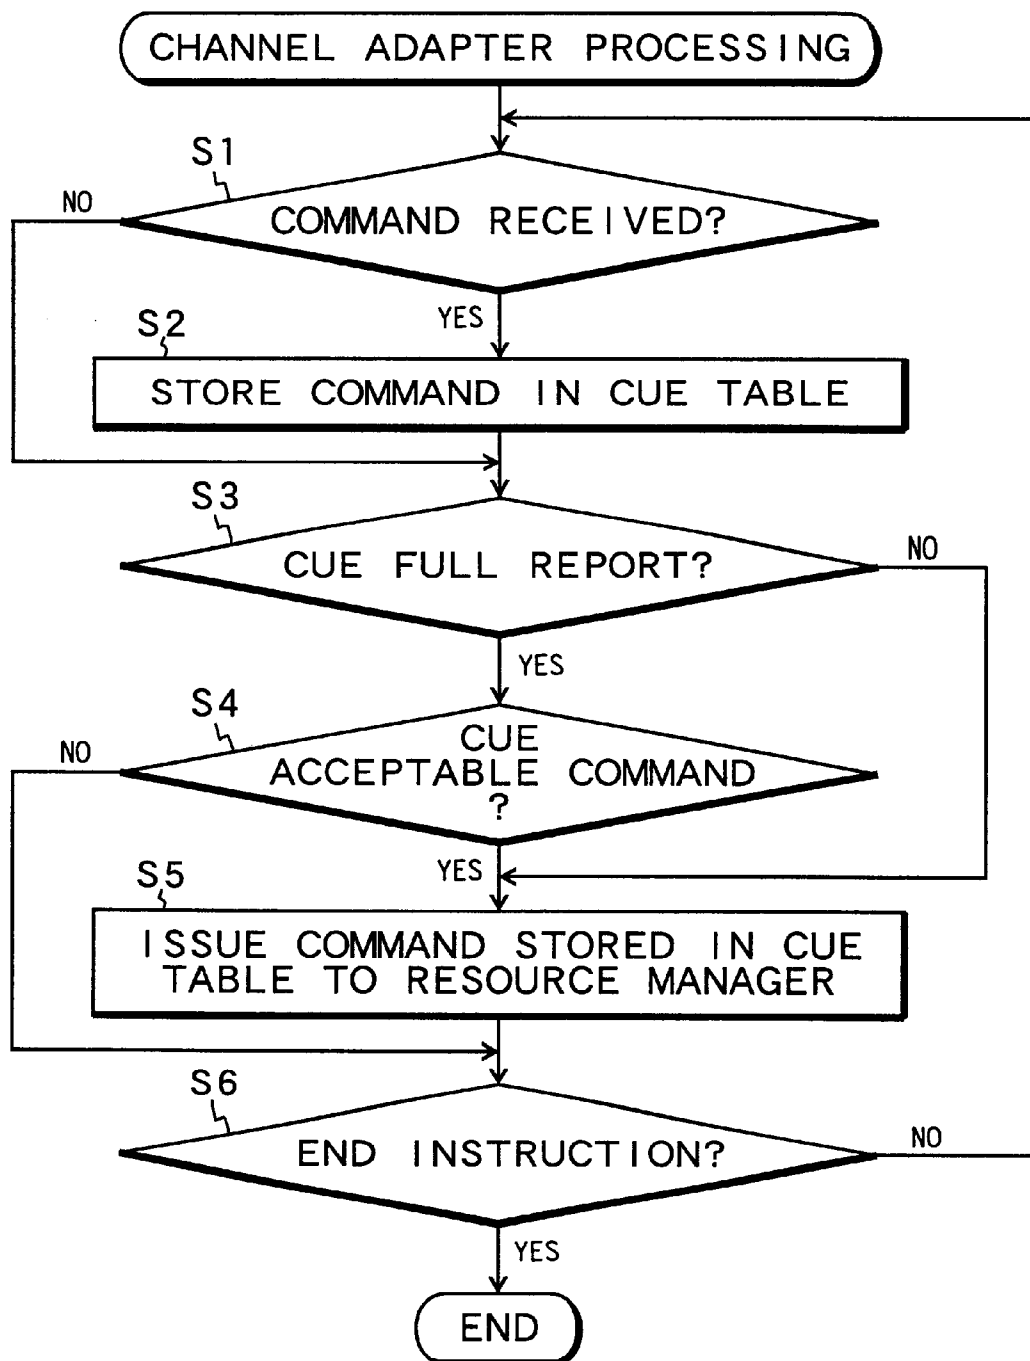 CHANNEL ADAPTER PROCESSING
S1
NO
COMMAND RECEIVED?
YES
S2
STORE COMMAND IN CUE TABLE
S3
CUE FULL REPORT?
NO
YES
S4
NO
CUE
ACCEPTABLE COMMAND
?
YES
S5
ISSUE COMMAND STORED IN CUE
TABLE TO RESOURCE MANAGER
S6
END INSTRUCTION?
NO
YES
END